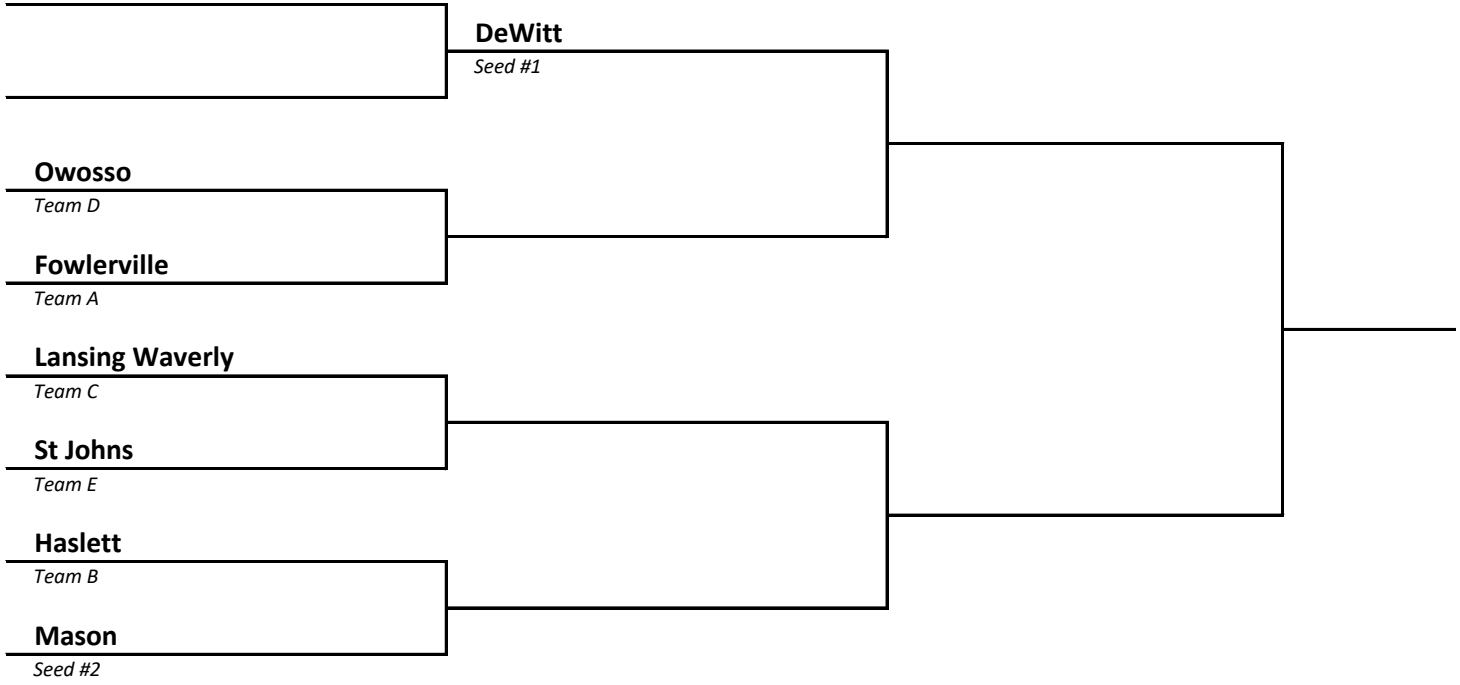 DeWitt
Seed #1
Owosso
Team D
Fowlerville
Team A
Lansing Waverly
Team C
St Johns
Team E
Haslett
Team B
Mason
Seed #2